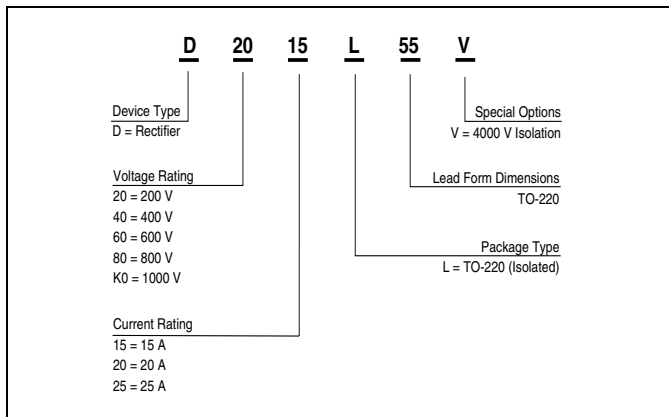 D 20 15 L 55 V
Device Type
D = Rectifier
Voltage Rating
20 = 200 V
40 = 400 V
60 = 600 V
80 = 800 V
K0 = 1000 V
Current Rating
15 = 15 A
20 = 20 A
25 = 25 A
Special Options
V = 4000 V Isolation
Lead Form Dimensions
TO-220
Package Type
L = TO-220 (Isolated)